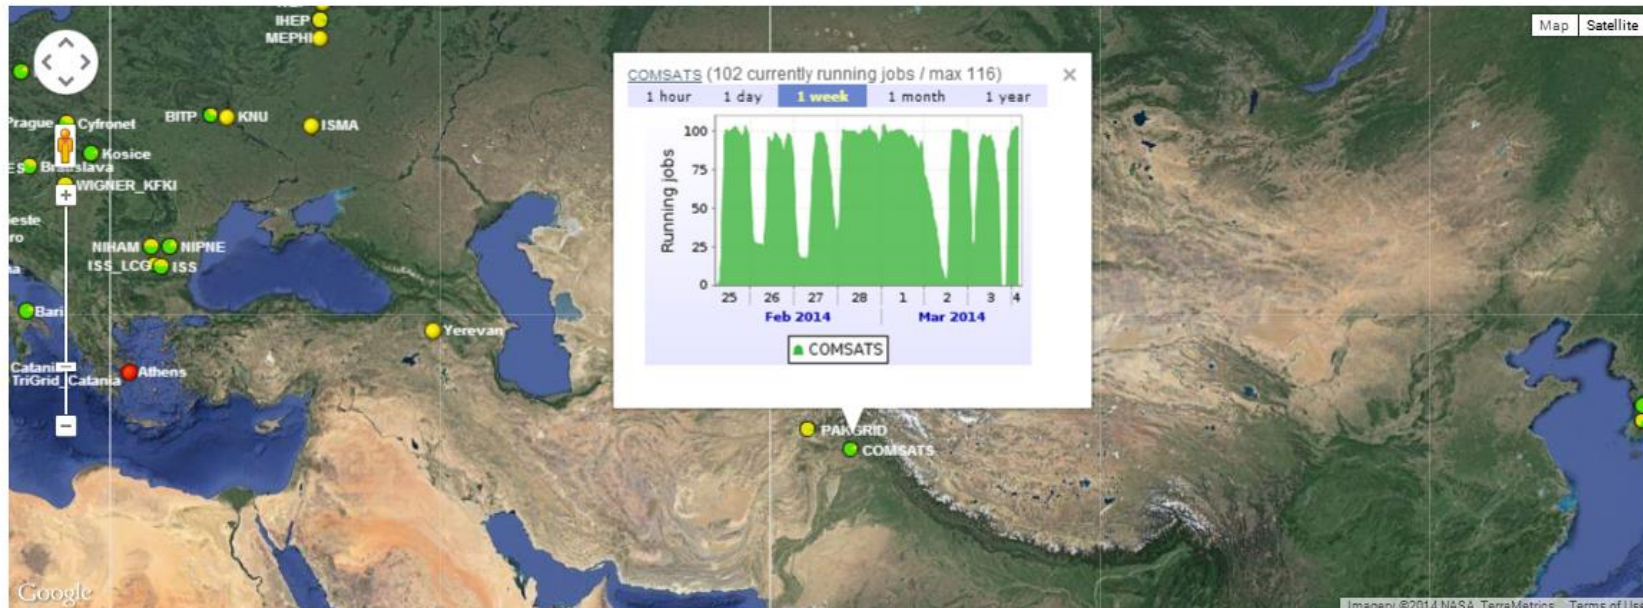 IHEP
MEPHI
Map Satellite
COMSATS (102 currently running jobs / max 116) ×
1 hour 1 day 1 week 1 month 1 year
BITP KNU
ISMA
Prague Cyfronet
Kosice
Bratislava
WIGNER_KFKI
100
75
50
25
0
Running jobs
25 26 27 28 1 2 3 4
Feb 2014 Mar 2014
COMSATS
NIHAM NIPNE
ISS_LCG ISS
Bari
Yerevan
Catania
TriGrid_Catania
Athens
PAKGRID
COMSATS
Google
Imagery ©2014 NASA, TerraMetrics Terms of Use